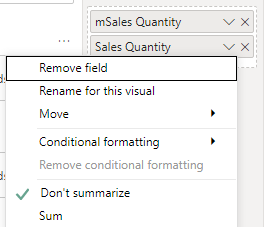 mSales Quantity
Sales Quantity
Remove field
Rename for this visual
Move
Conditional formatting
Remove conditional formatting
Don't summarize
Sum